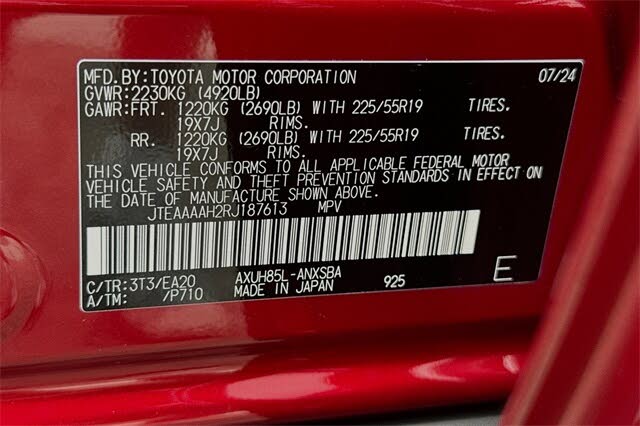 MFD.BY:TOYOTA MOTOR CORPORATION 07/24
GVWR:2230KG (4920LB)
GAWR:FRT. 1220KG (2690LB) WITH 225/55R19 TIRES.
19X7J RIMS.
RR. 1220KG (2690LB) WITH 225/55R19 TIRES.
19X7J RIMS.
THIS VEHICLE CONFORMS TO ALL APPLICABLE FEDERAL MOTOR
VEHICLE SAFETY AND THEFT PREVENTION STANDARDS IN EFFECT ON
THE DATE OF MANUFACTURE SHOWN ABOVE.
JTEAAAAH2RJ187613 MPV
C/TR:3T3/EA20 AXUH85L-ANXSBA 925 E
A/TM: /P710 MADE IN JAPAN